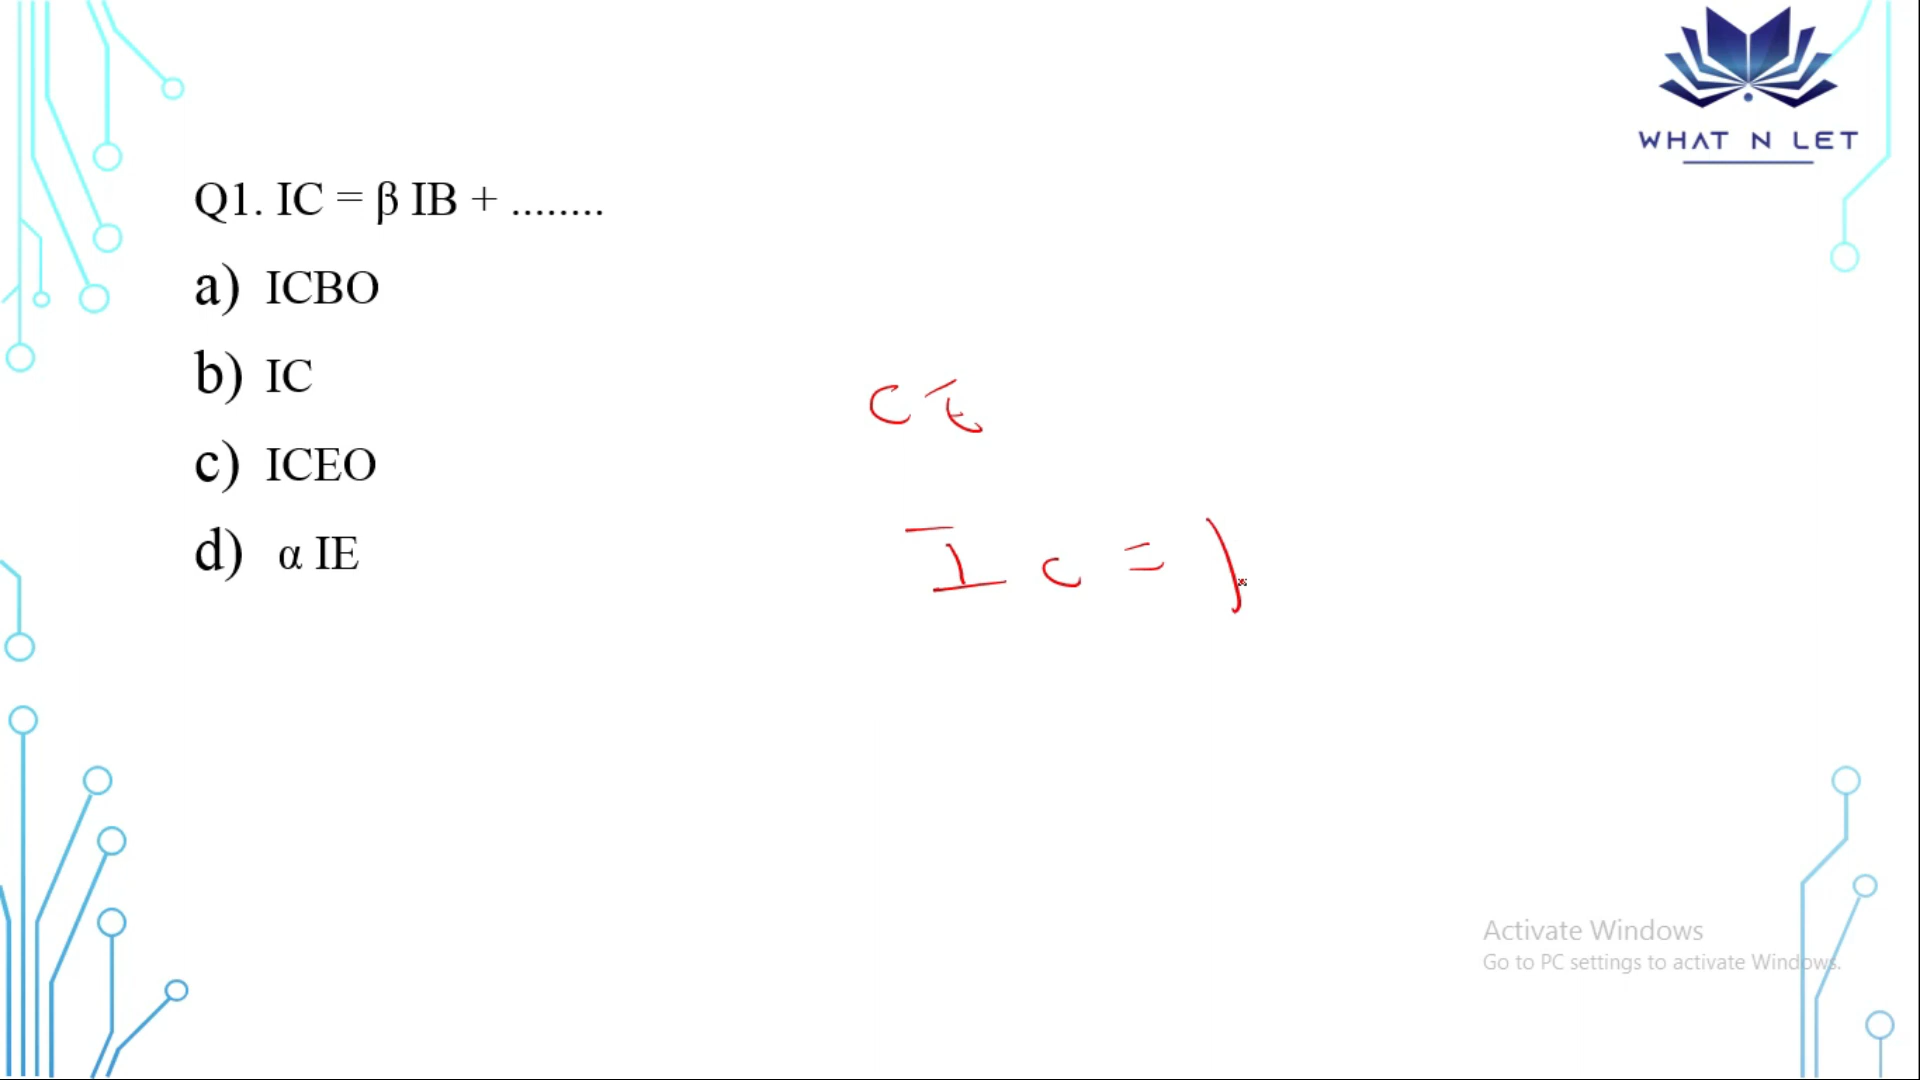 WHAT N LET
Q1. IC = β IB + ........
a) ICBO
b) IC
c) ICEO
d) α IE
CE
IC =
Activate Windows
Go to PC settings to activate Windows.